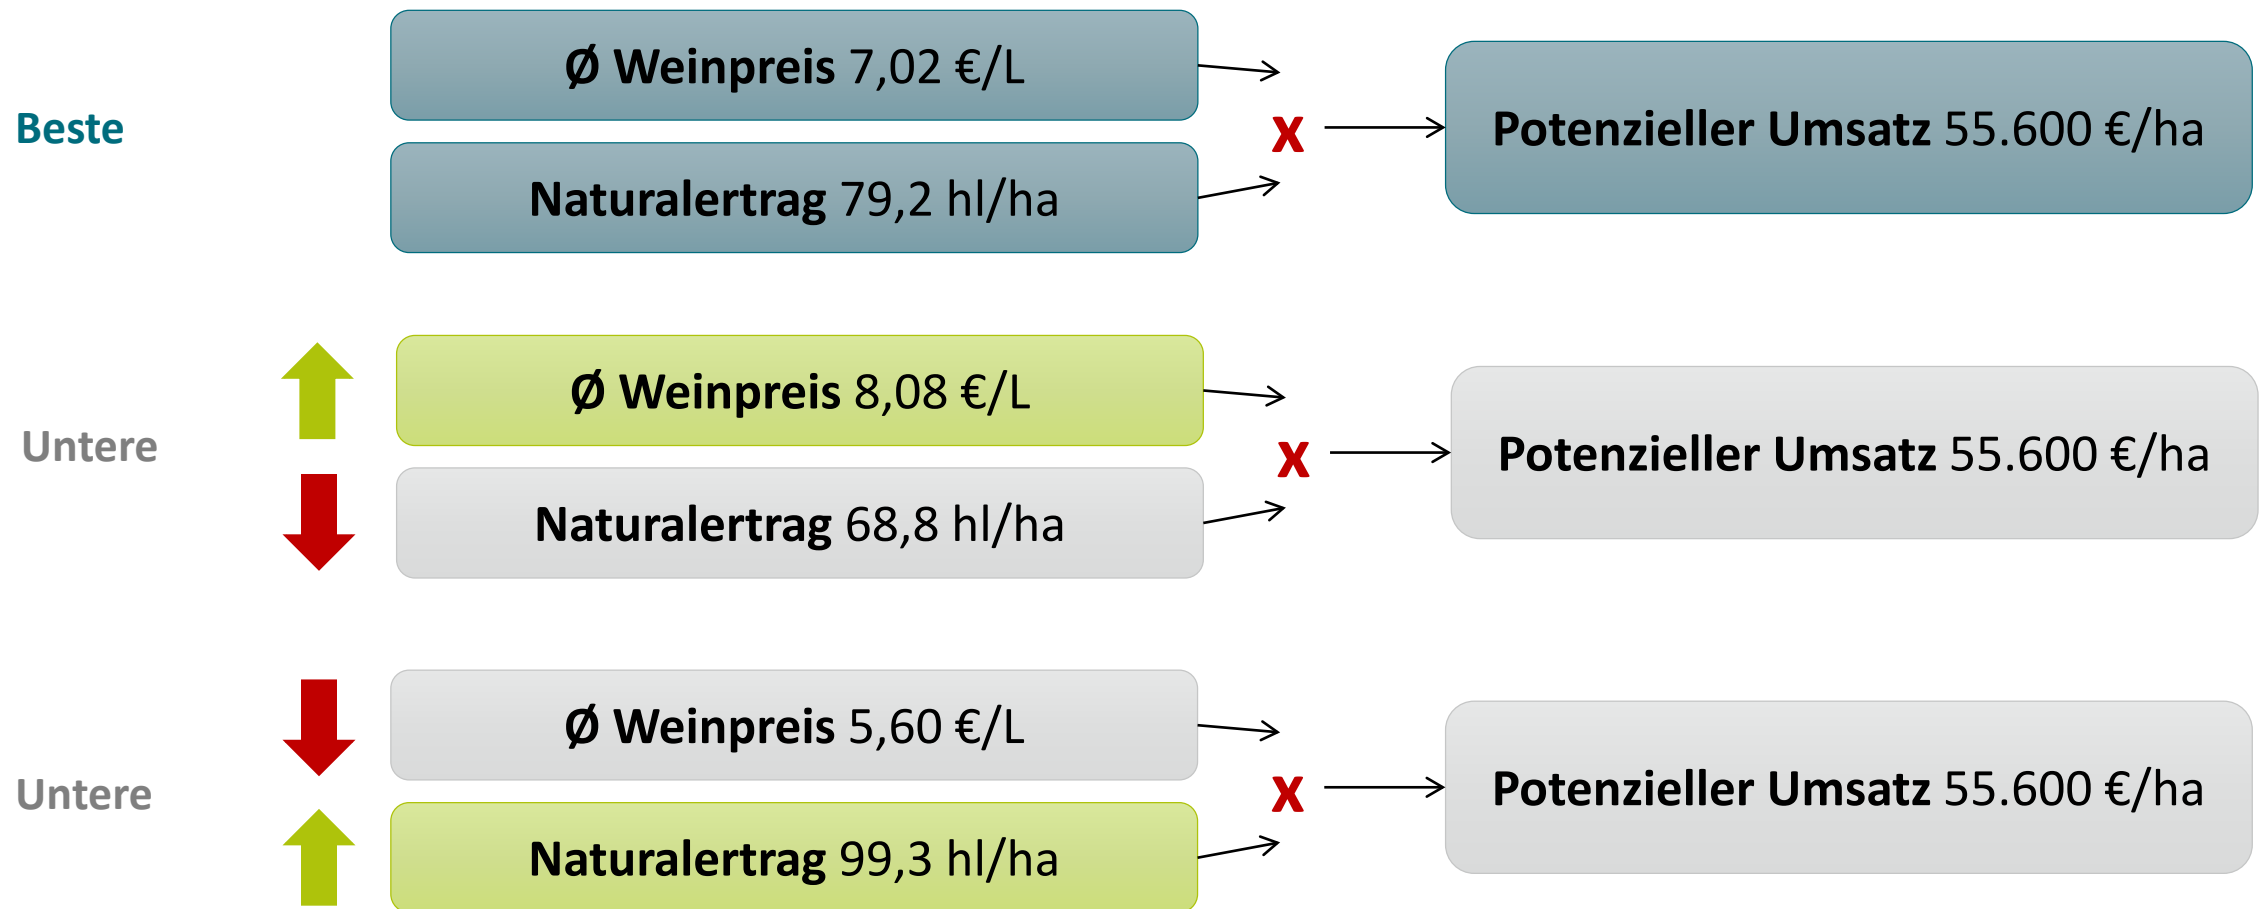 Ø Weinpreis 7,02 €/L
Beste
x
Potenzieller Umsatz 55.600 €/ha
Naturalertrag 79,2 hl/ha
Ø Weinpreis 8,08 €/L
Untere
x
Potenzieller Umsatz 55.600 €/ha
Naturalertrag 68,8 hl/ha
Ø Weinpreis 5,60 €/L
Untere
x
Potenzieller Umsatz 55.600 €/ha
Naturalertrag 99,3 hl/ha